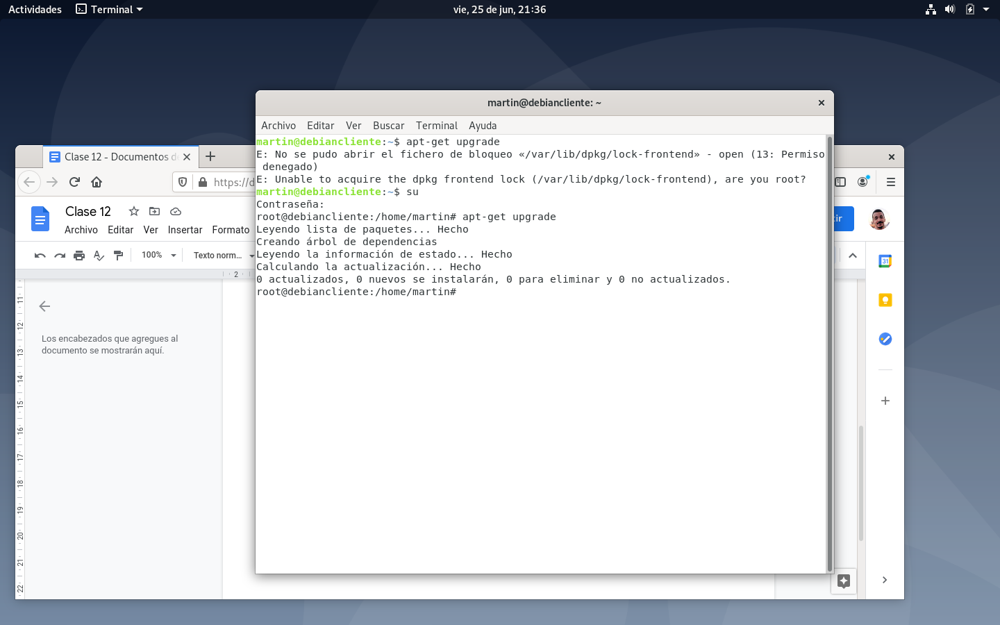 Actividades
Terminal
vie, 25 de jun, 21:36
martin@debiancliente: ~
Archivo Editar Ver Buscar Terminal Ayuda
martin@debiancliente:~$ apt-get upgrade
E: No se pudo abrir el fichero de bloqueo «/var/lib/dpkg/lock-frontend» - open (13: Permiso
denegado)
E: Unable to acquire the dpkg frontend lock (/var/lib/dpkg/lock-frontend), are you root?
martin@debiancliente:~$ su
Contraseña:
root@debiancliente:/home/martin# apt-get upgrade
Leyendo lista de paquetes... Hecho
Creando árbol de dependencias
Leyendo la información de estado... Hecho
Calculando la actualización... Hecho
0 actualizados, 0 nuevos se instalarán, 0 para eliminar y 0 no actualizados.
root@debiancliente:/home/martin#
Clase 12 - Documentos d
https://d
Clase 12
Archivo Editar Ver Insertar Formato
ir
100%
Texto norm...
2
31
Los encabezados que agregues al
documento se mostrarán aquí.
11
12
13
14
15
16
17
18
19
20
21
22